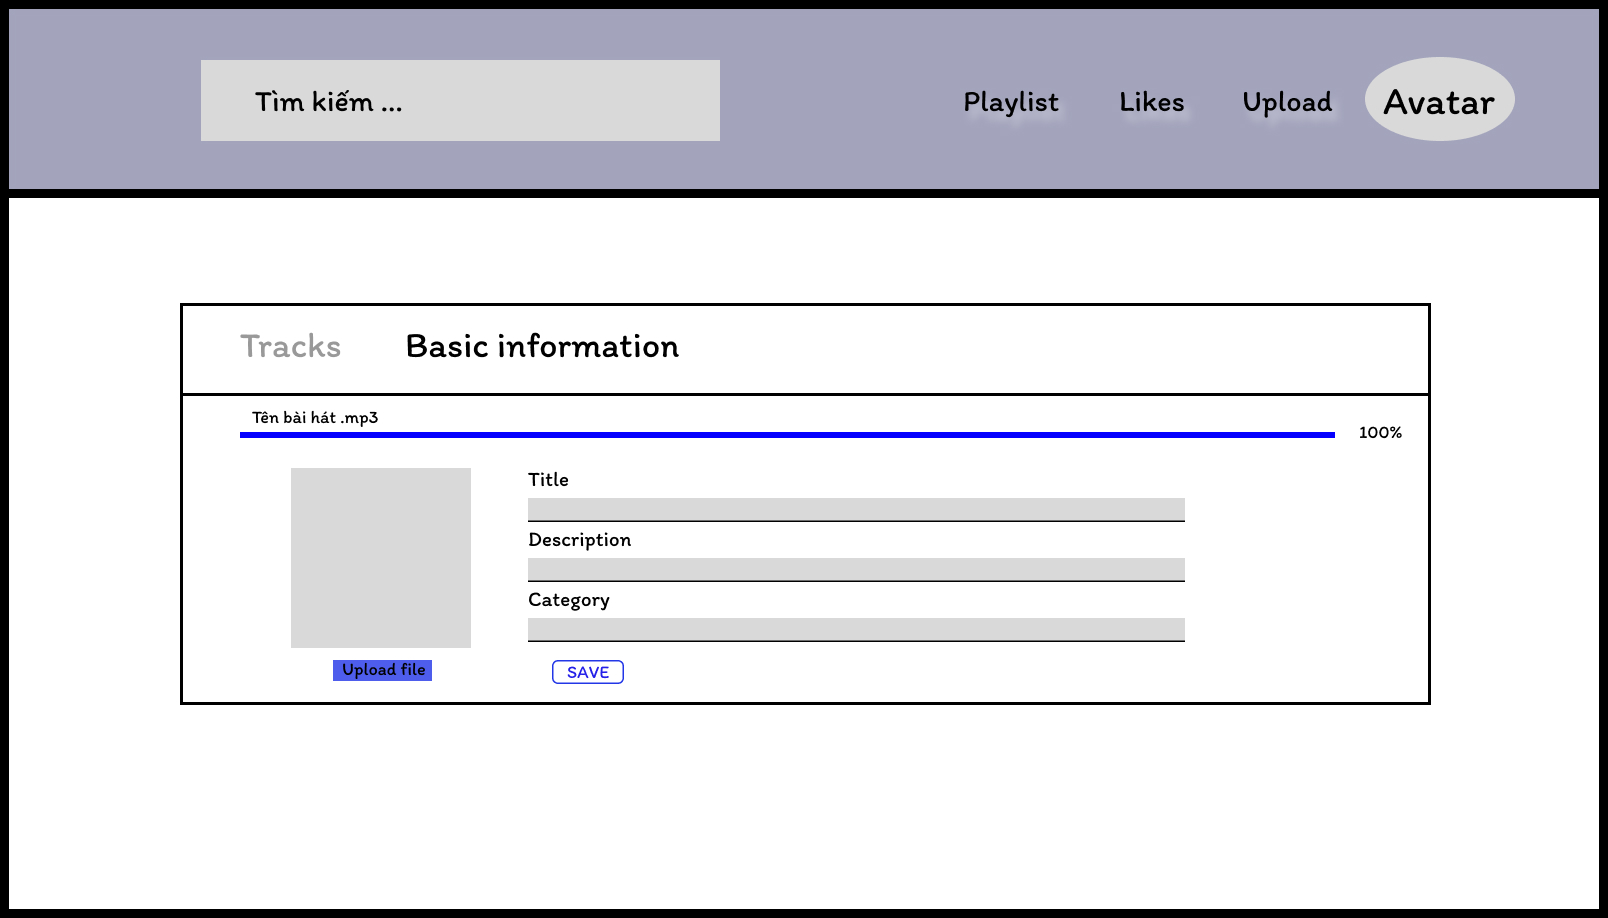 Tìm kiếm ...
Playlist
Likes
Upload
Avatar
Tracks
Basic information
Tên bài hát .mp3
100%
Title
Description
Category
Upload file
SAVE